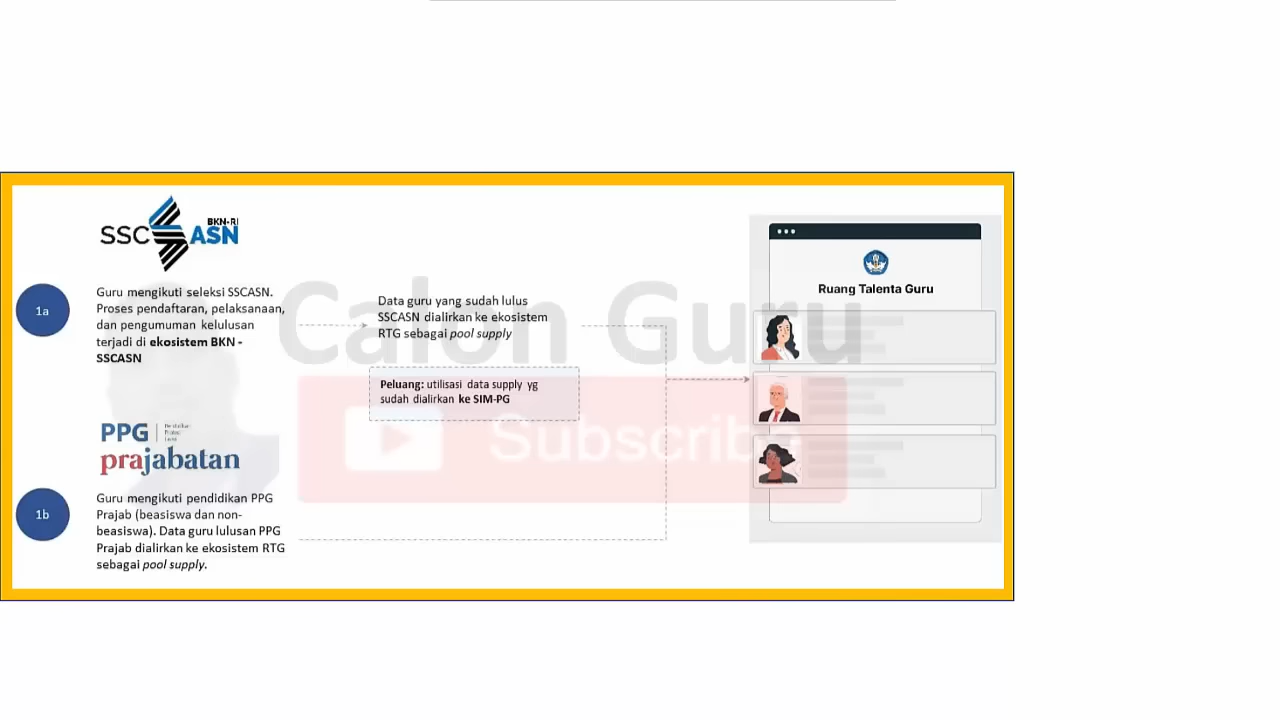 BKN-RI
SSC ASN
1a
Guru mengikuti seleksi SSCASN.
Proses pendaftaran, pelaksanaan,
dan pengumuman kelulusan
terjadi di ekosistem BKN -
SSCASN
Data guru yang sudah lulus
SSCASN dialirkan ke ekosistem
RTG sebagai pool supply
Peluang: utilisasi data supply yg
sudah dialirkan ke SIM-PG
PPG
prajabatan
1b
Guru mengikuti pendidikan PPG
Prajab (beasiswa dan non-
beasiswa). Data guru lulusan PPG
Prajab dialirkan ke ekosistem RTG
sebagai pool supply.
Ruang Talenta Guru
Calon Guru
Subscribe